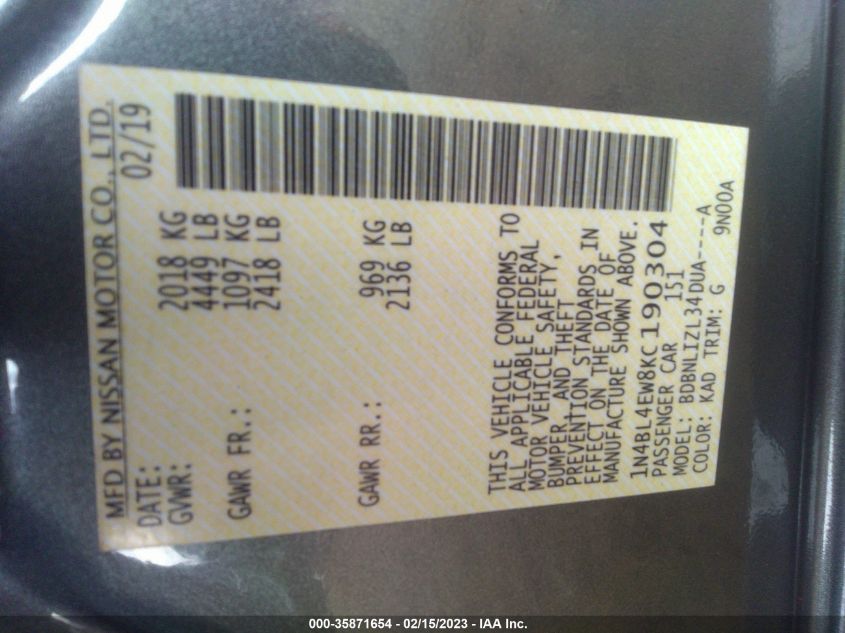 MFD BY NISSAN MOTOR CO., LTD.
DATE: 02/19
GVWR: 2018 KG
4449 LB
GAWR FR.: 1097 KG
2418 LB
GAWR RR.: 969 KG
2136 LB
THIS VEHICLE CONFORMS TO
ALL APPLICABLE FEDERAL
MOTOR VEHICLE SAFETY,
BUMPER, AND THEFT
PREVENTION STANDARDS IN
EFFECT ON THE DATE OF
MANUFACTURE SHOWN ABOVE.
1N4BL4EW8KC190304
PASSENGER CAR 151
MODEL: BDBNLIZL34DUA----A
COLOR: KAD TRIM: G 9N00A
000-35871654 - 02/15/2023 - IAA Inc.